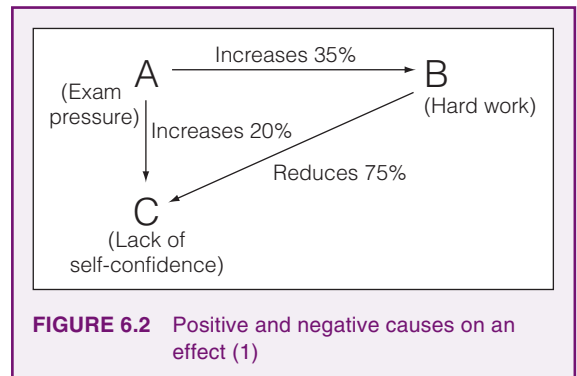 Increases 35%
A
B
(Exam
pressure)
(Hard work)
Increases 20%
Reduces 75%
C
(Lack of
self-confidence)
FIGURE 6.2 Positive and negative causes on an
effect (1)